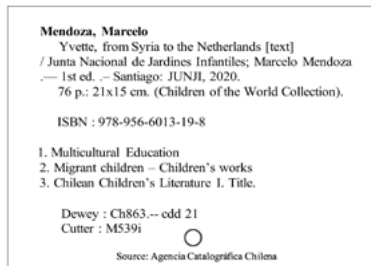 Mendoza, Marcelo
Yvette, from Syria to the Netherlands [text]
/ Junta Nacional de Jardines Infantiles; Marcelo Mendoza
.— 1st ed. .– Santiago: JUNJI, 2020.
76 p.: 21x15 cm. (Children of the World Collection).
ISBN : 978-956-6013-19-8
1. Multicultural Education
2. Migrant children – Children’s works
3. Chilean Children’s Literature I. Title.
Dewey : Ch863.-- cdd 21
Cutter : M539i
Source: Agencia Catalográfica Chilena